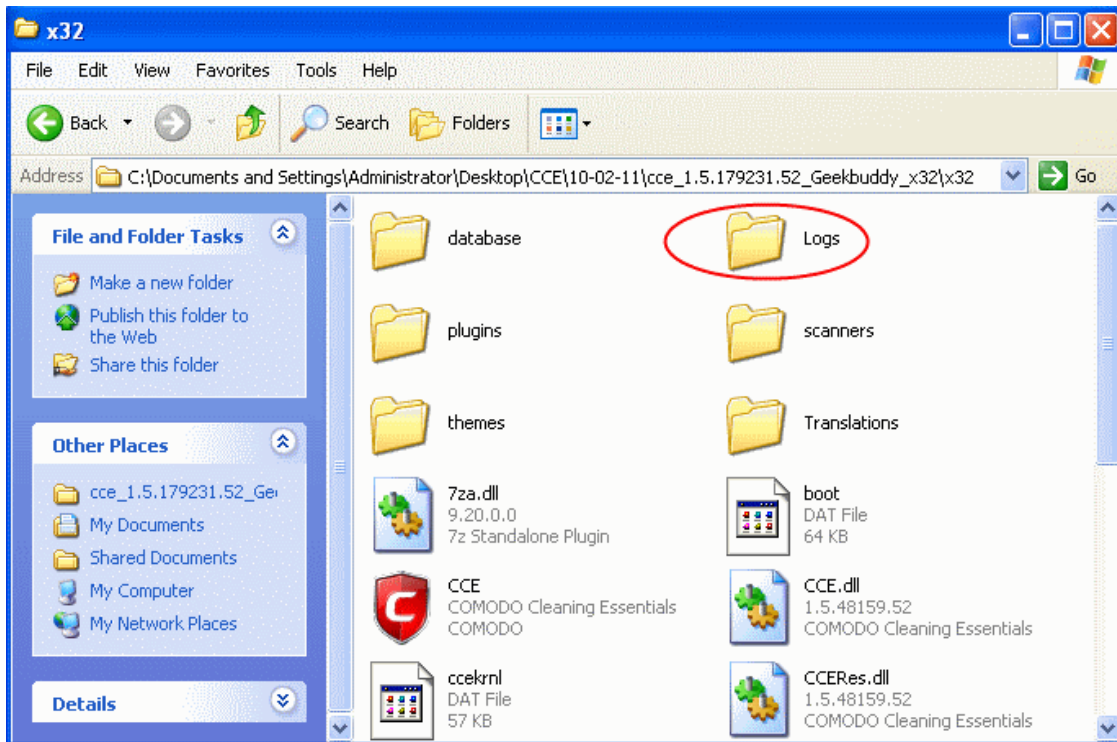 x32
File Edit View Favorites Tools Help
Back Search Folders
Address C:\Documents and Settings\Administrator\Desktop\CCE\10-02-11\cce_1.5.179231.52_Geekbuddy_x32\x32 Go
File and Folder Tasks
Make a new folder
Publish this folder to
the Web
Share this folder
Other Places
cce_1.5.179231.52_Ge
My Documents
Shared Documents
My Computer
My Network Places
Details
database
Logs
plugins
scanners
themes
Translations
7za.dll
9.20.0.0
7z Standalone Plugin
boot
DAT File
64 KB
CCE
COMODO Cleaning Essentials
COMODO
CCE.dll
1.5.48159.52
COMODO Cleaning Essentials
ccekrnl
DAT File
57 KB
CCERes.dll
1.5.48159.52
COMODO Cleaning Essentials